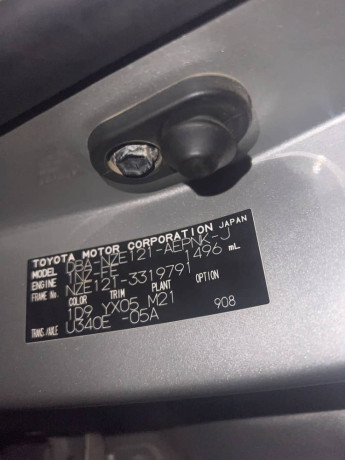 TOYOTA MOTOR CORPORATION JAPAN
MODEL DBA-NZE121-AEPNK-J
ENGINE 1NZ-FE 1496 mL
FRAME No. NZE121-3319791
COLOR TRIM PLANT OPTION
1D9 YX05 M21
TRANS/AXLE U340E -05A 908